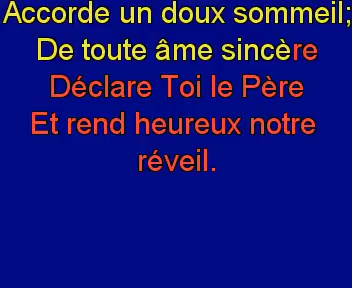 Accorde un doux sommeil;
De toute âme sincère
Déclare Toi le Père
Et rend heureux notre
réveil.